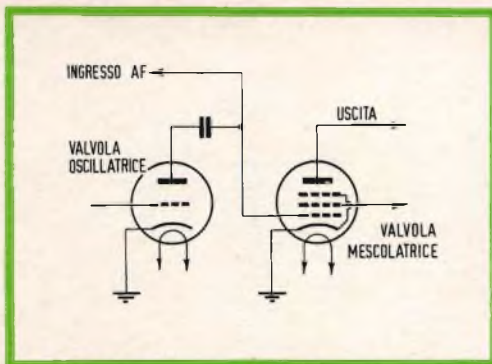 INGRESSO AF
USCITA
VALVOLA
OSCILLATRICE
VALVOLA
MESCOLATRICE